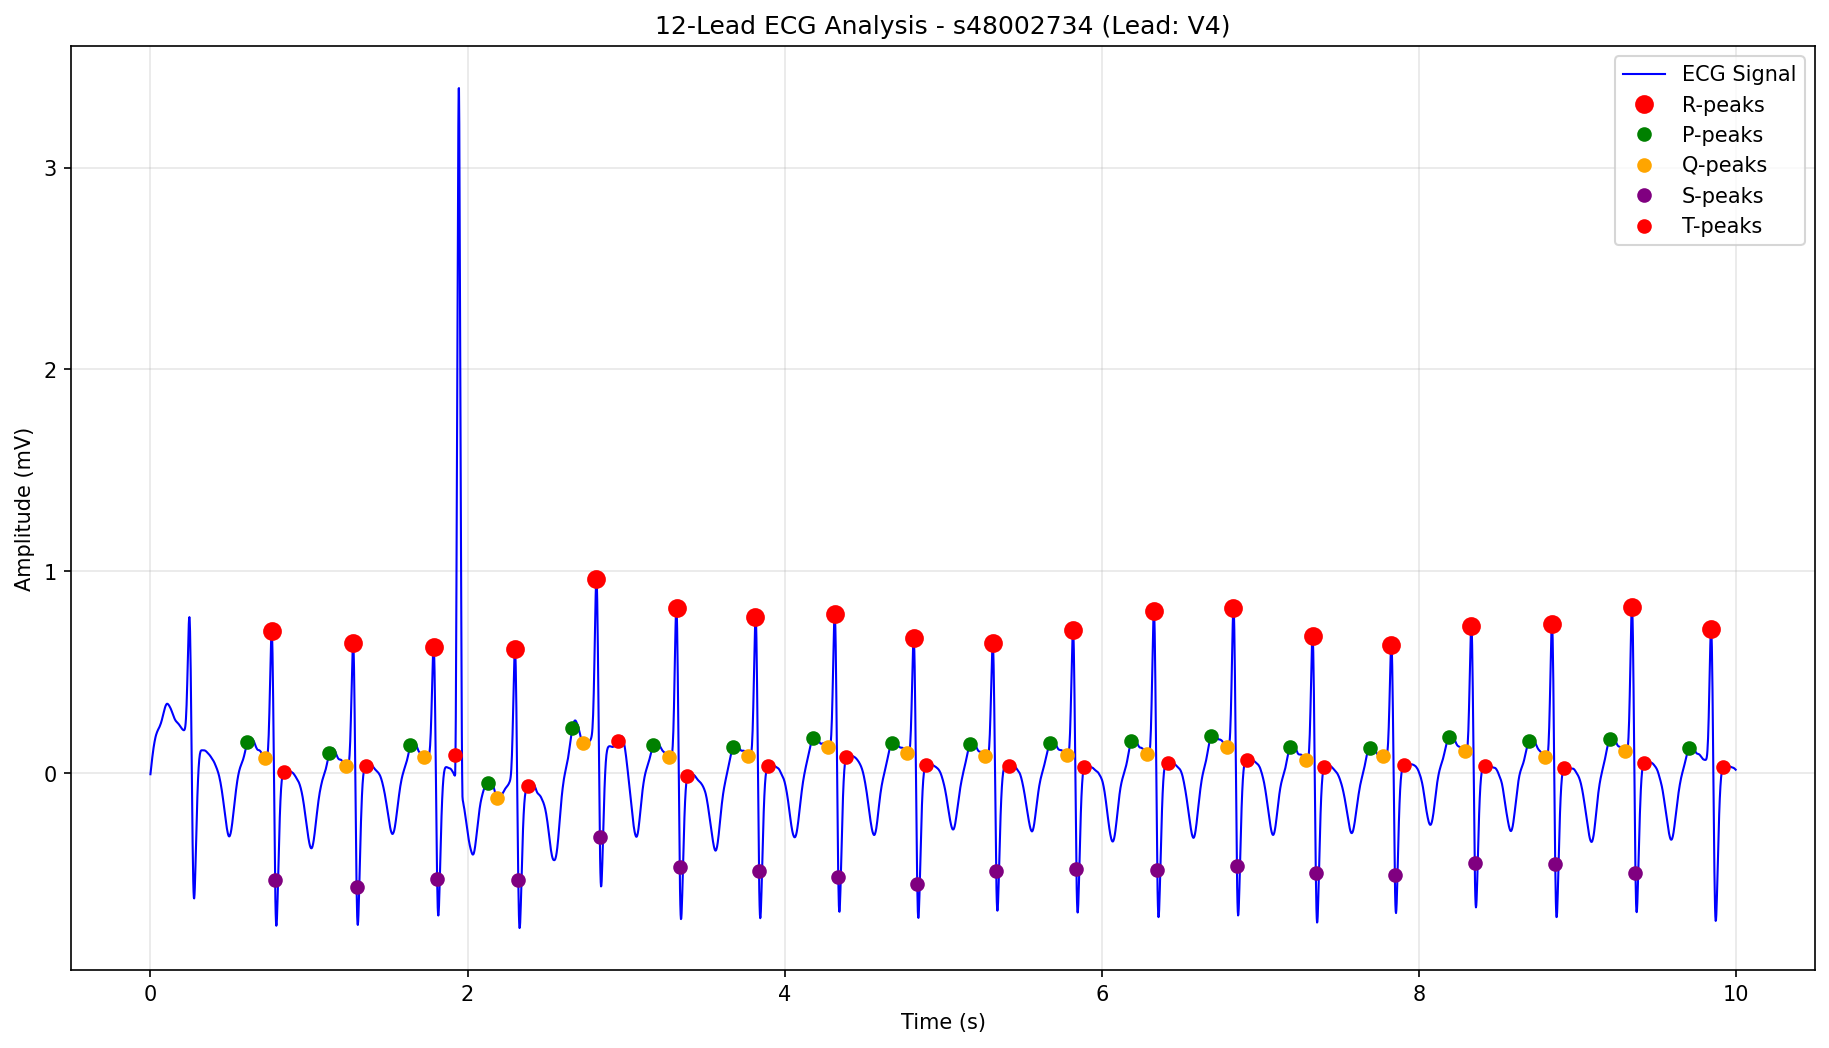 12-Lead ECG Analysis - s48002734 (Lead: V4)
ECG Signal
R-peaks
P-peaks
Q-peaks
S-peaks
T-peaks
3
2
1
0
Amplitude (mV)
0
2
4
6
8
10
Time (s)